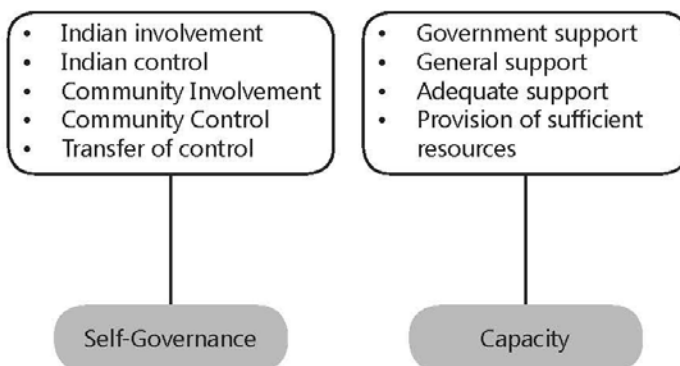 • Indian involvement
• Indian control
• Community Involvement
• Community Control
• Transfer of control
• Government support
• General support
• Adequate support
• Provision of sufficient
resources
Self-Governance
Capacity